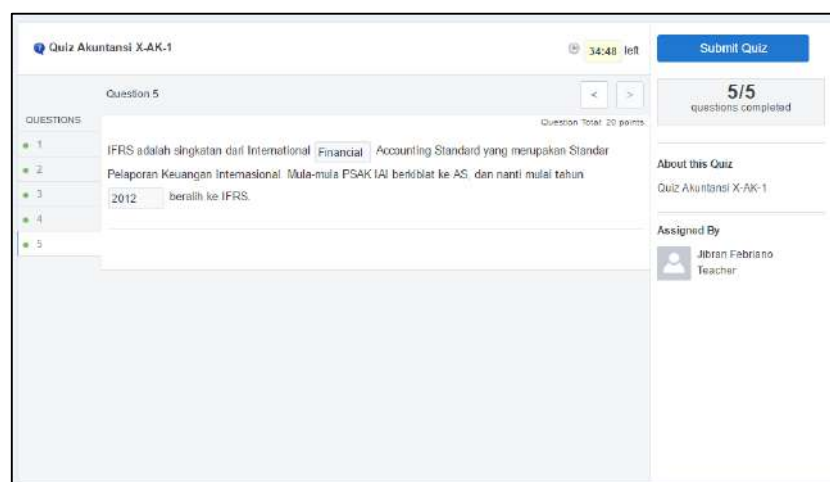 Quiz Akuntansi X-AK-1
34:48 left
Submit Quiz
Question 5
<
>
5/5
questions completed
QUESTIONS
Question Total: 20 points
1
2
3
4
5
IFRS adalah singkatan dari International Financial Accounting Standard yang merupakan Standar
Pelaporan Keuangan Internasional. Mula-mula PSAK IAI berkiblat ke AS, dan nanti mulai tahun
2012 beralih ke IFRS.
About this Quiz
Quiz Akuntansi X-AK-1
Assigned By
Jibran Febriano
Teacher